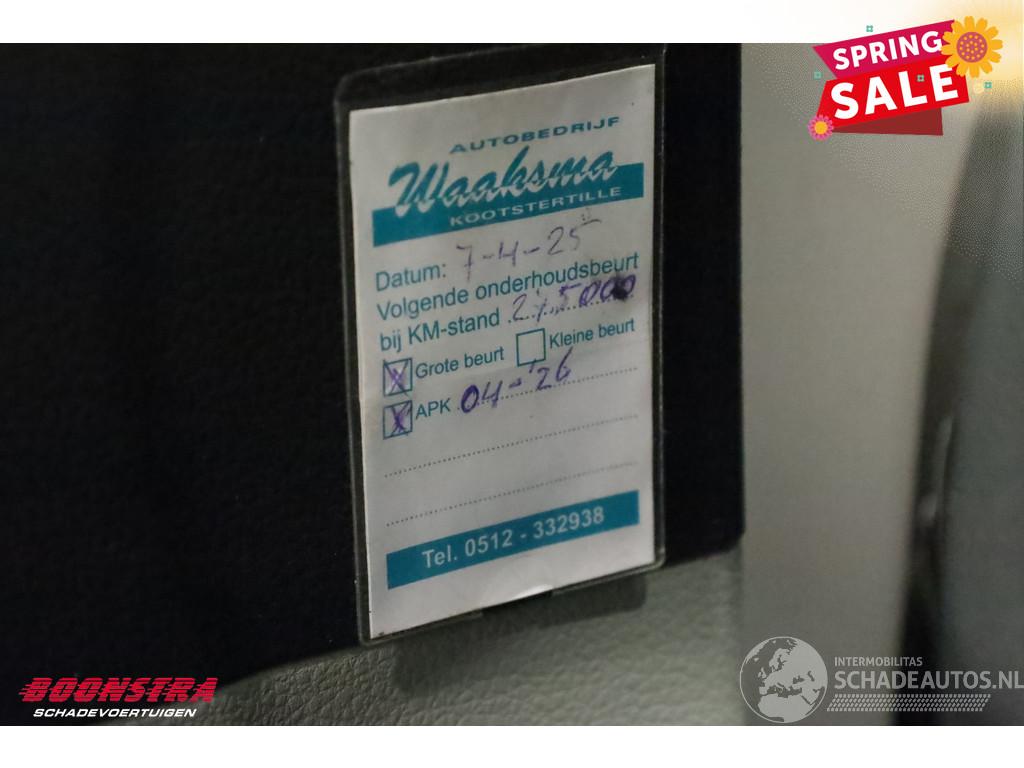 SPRING
SALE
AUTOBEDRIJF
Waaksma
KOOTSTERTILLE
Datum: 7-4-25
Volgende onderhoudsbeurt
bij KM-stand
Grote beurt Kleine beurt
APK 04-'26
Tel. 0512 - 332938
BOONSTRA
SCHADEVOERTUIGEN
INTERMOBILITAS
SCHADEAUTOS.NL